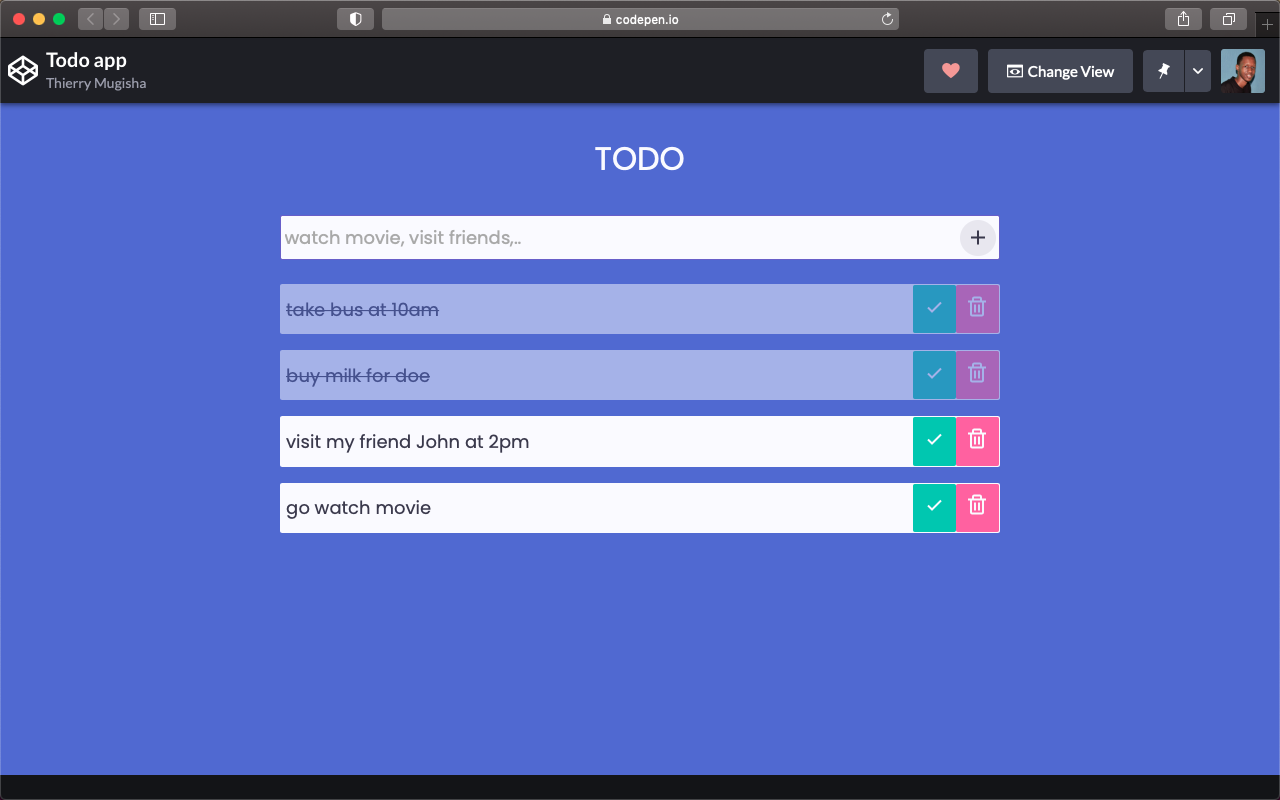 codepen.io
Todo app
Thierry Mugisha
Change View
TODO
watch movie, visit friends,..
take bus at 10am
buy milk for doe
visit my friend John at 2pm
go watch movie